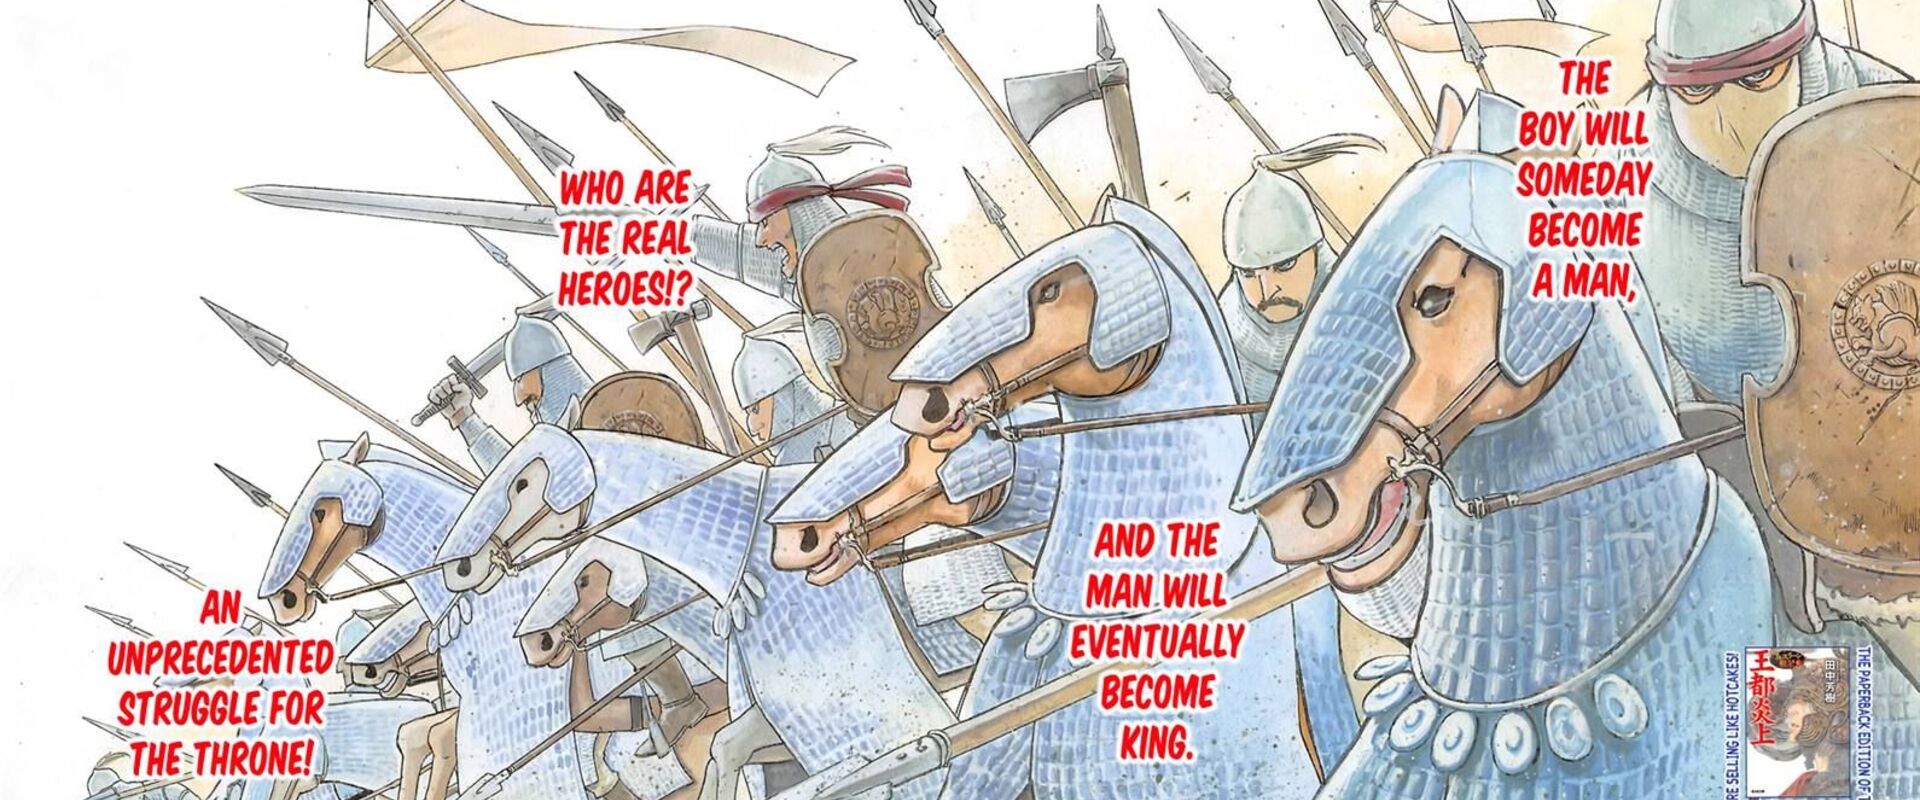 THE
BOY WILL
SOMEDAY
BECOME
A MAN,
WHO ARE
THE REAL
HEROES!?
AND THE
MAN WILL
EVENTUALLY
BECOME
KING.
AN
UNPRECEDENTED
STRUGGLE FOR
THE THRONE!
THE PAPERBACK EDITION OF
田中芳樹
王都炎上
RE SELLING LIKE HOTCAKES!